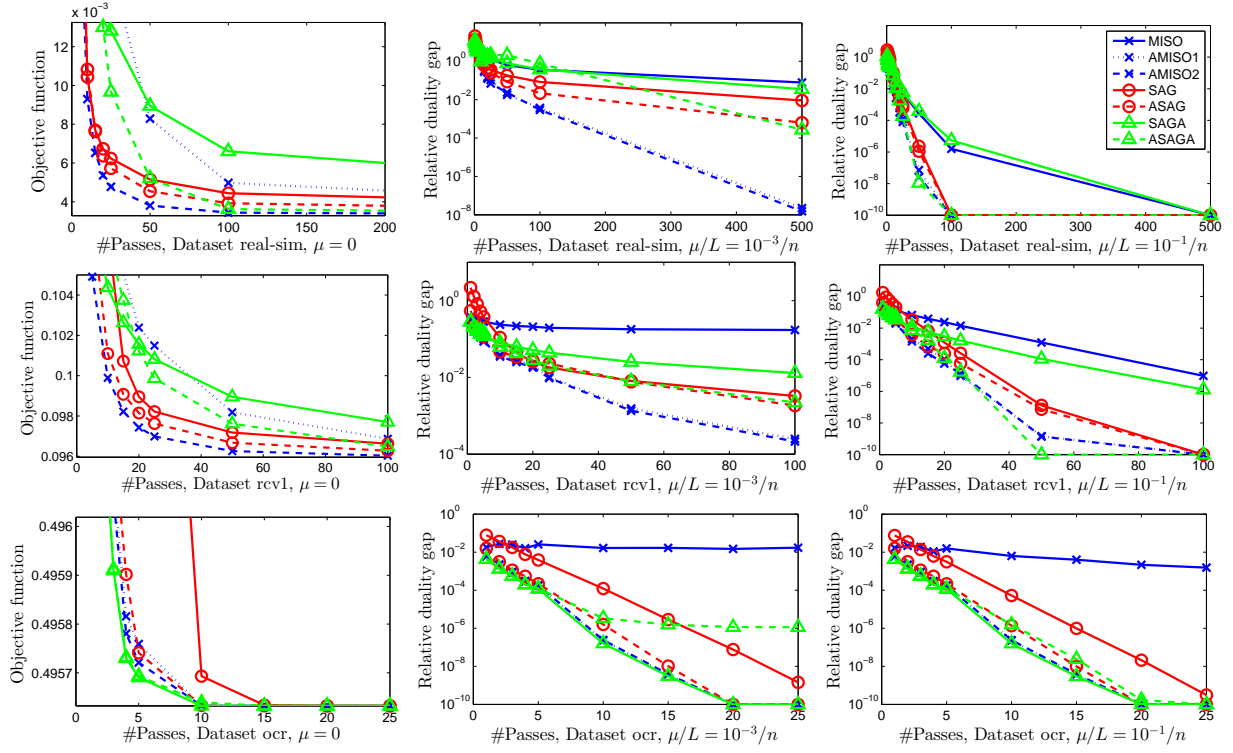 × 10⁻³
12
10
8
6
4
0 50 100 150 200
Objective function
#Passes, Dataset real-sim, μ = 0
10⁰
10⁻²
10⁻⁴
10⁻⁶
10⁻⁸
0 100 200 300 400 500
Relative duality gap
#Passes, Dataset real-sim, μ/L = 10⁻³/n
10⁰
10⁻²
10⁻⁴
10⁻⁶
10⁻⁸
10⁻¹⁰
0 100 200 300 400 500
Relative duality gap
#Passes, Dataset real-sim, μ/L = 10⁻¹/n
MISO
AMISO1
AMISO2
SAG
ASAG
SAGA
ASAGA
0.104
0.102
0.1
0.098
0.096
0 20 40 60 80 100
Objective function
#Passes, Dataset rcv1, μ = 0
10⁰
10⁻²
10⁻⁴
0 20 40 60 80 100
Relative duality gap
#Passes, Dataset rcv1, μ/L = 10⁻³/n
10⁰
10⁻²
10⁻⁴
10⁻⁶
10⁻⁸
10⁻¹⁰
0 20 40 60 80 100
Relative duality gap
#Passes, Dataset rcv1, μ/L = 10⁻¹/n
0.496
0.4959
0.49558
0.49557
0 5 10 15 20 25
Objective function
#Passes, Dataset ocr, μ = 0
10⁰
10⁻²
10⁻⁴
10⁻⁶
10⁻⁸
10⁻¹⁰
0 5 10 15 20 25
Relative duality gap
#Passes, Dataset ocr, μ/L = 10⁻³/n
10⁰
10⁻²
10⁻⁴
10⁻⁶
10⁻⁸
10⁻¹⁰
0 5 10 15 20 25
Relative duality gap
#Passes, Dataset ocr, μ/L = 10⁻¹/n